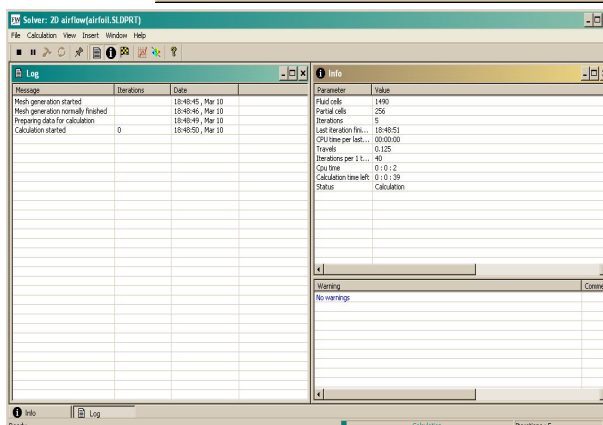 Solver: 2D airflow(airfoil.SLDPRT)
File Calculation View Insert Window Help
Log
Message Iterations Date
Mesh generation started 18:48:45 , Mar 10
Mesh generation normally finished 18:48:46 , Mar 10
Preparing data for calculation 18:48:49 , Mar 10
Calculation started 0 18:48:50 , Mar 10
Info
Parameter Value
Fluid cells 1490
Partial cells 256
Iterations 5
Last iteration fini... 18:48:51
CPU time per last... 00:00:00
Travels 0.125
Iterations per 1 t... 40
Cpu time 0 : 0 : 2
Calculation time left 0 : 0 : 39
Status Calculation
Warning Comme
No warnings
Info Log
Ready Calculation Iterations : 5